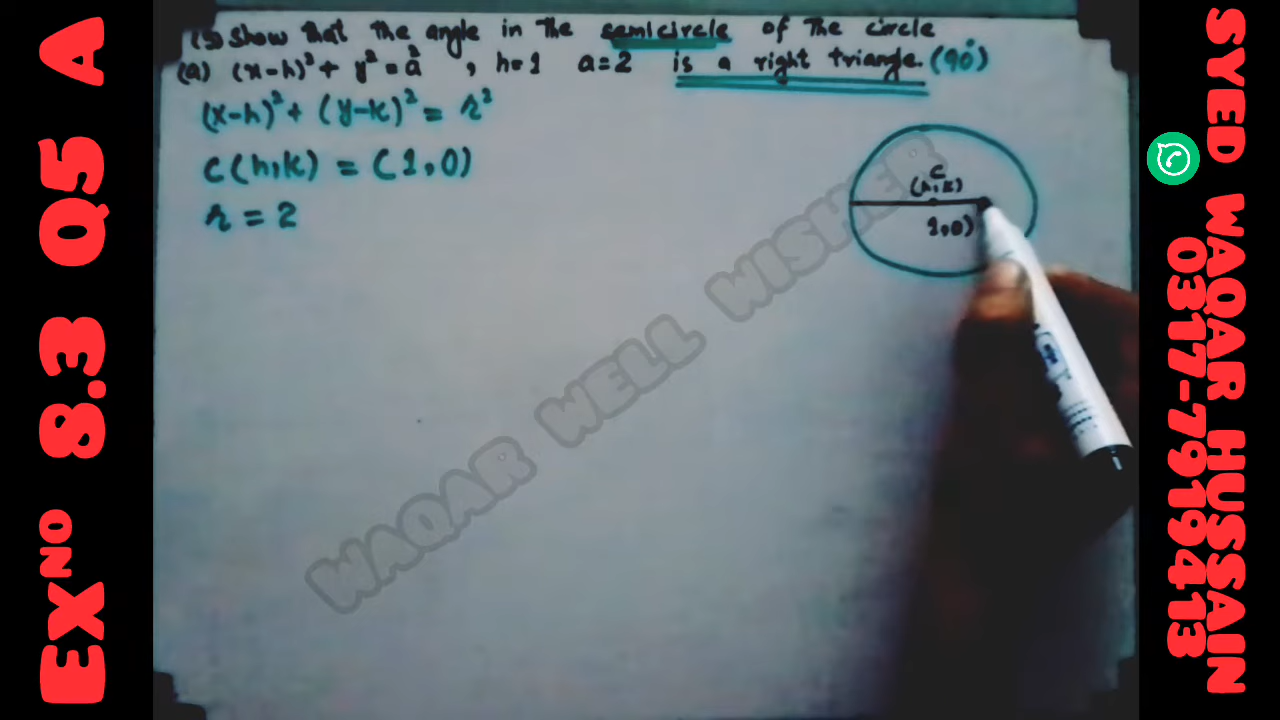 Ex NO 8.3 Q5 A
(5) Show that the angle in the semicircle of the circle
(a) (x-h)² + y² = a² , h=1 a=2 is a right triangle. (90°)
(x-h)² + (y-k)² = r²
C(h,k) = (1,0)
r = 2
C
(h,k)
1,0)
WAQAR WELL WISHER
SYED WAQAR HUSSAIN
0317-7919413